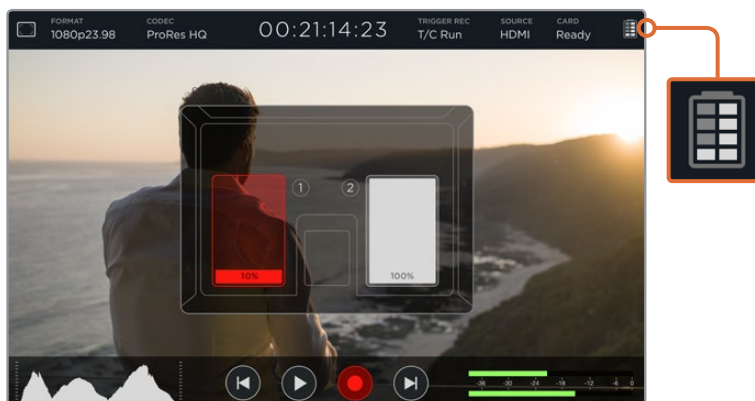 FORMAT
1080p23.98
CODEC
ProRes HQ
00:21:14:23
TRIGGER REC
T/C Run
SOURCE
HDMI
CARD
Ready
1
2
10%
100%
-36 -30 -24 -18 -12 -6 0